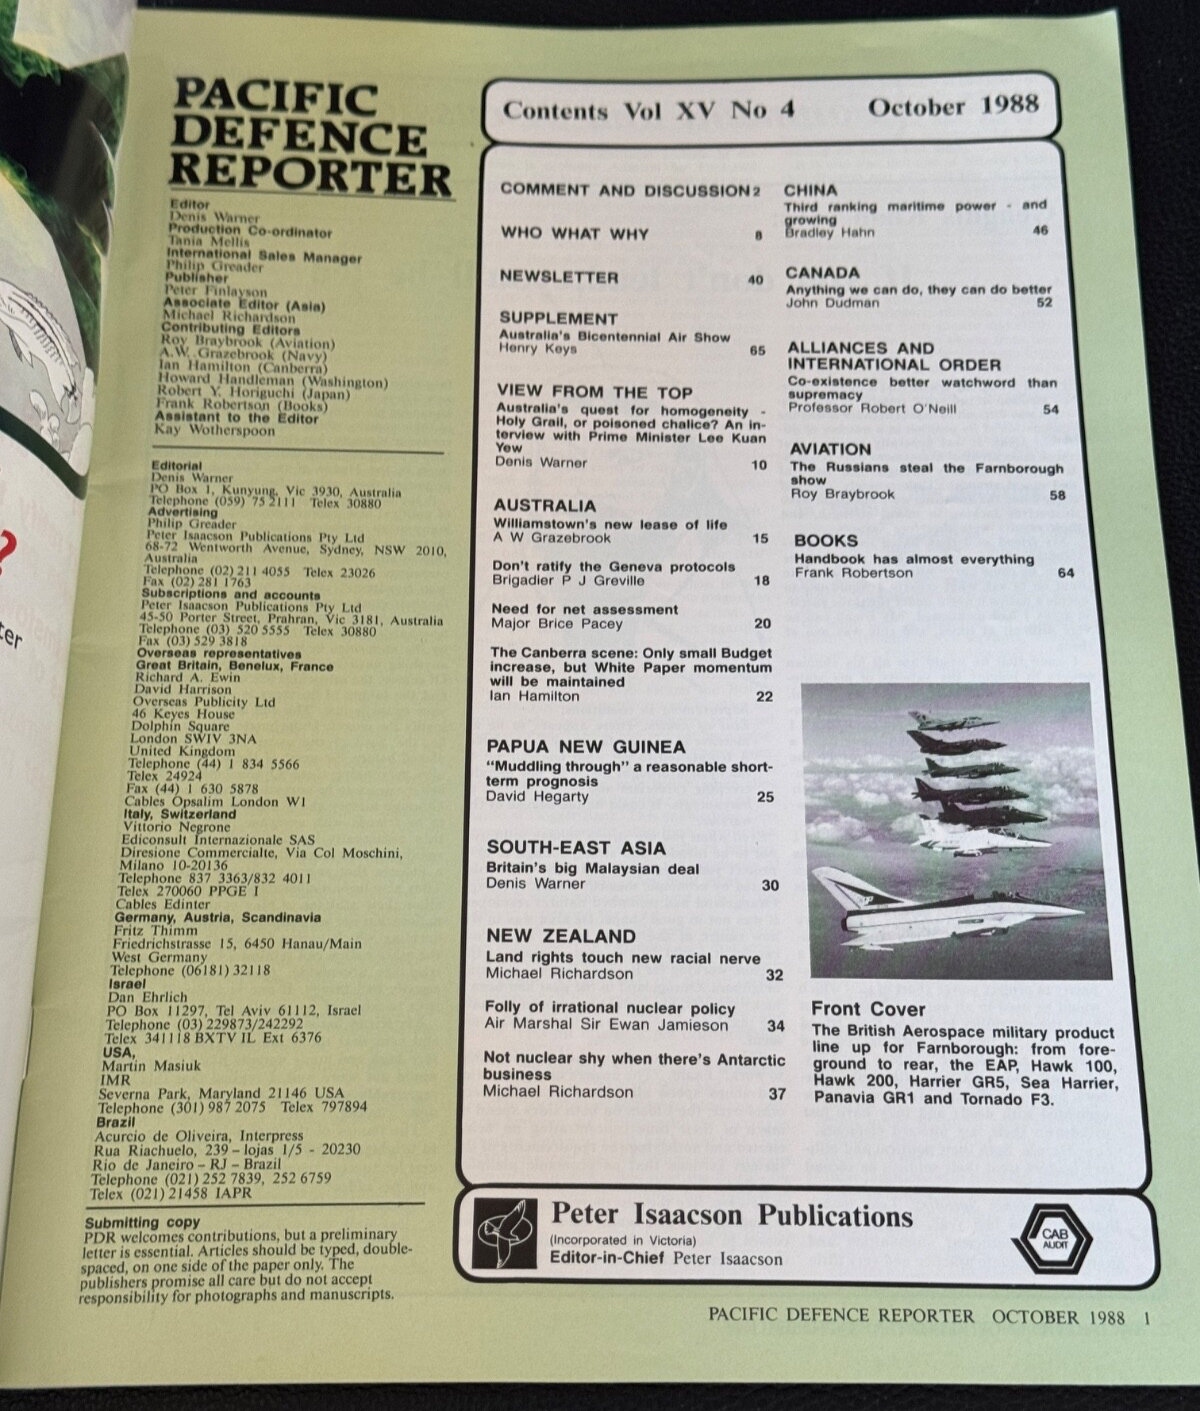 PACIFIC
DEFENCE
REPORTER
Editor
Denis Warner
Production Co-ordinator
Tania Mellis
International Sales Manager
Philip Greader
Publisher
Peter Finlayson
Associate Editor (Asia)
Michael Richardson
Contributing Editors
Roy Braybrook (Aviation)
A.W. Grazebrook (Navy)
Ian Hamilton (Canberra)
Howard Handleman (Washington)
Robert Y. Horiguchi (Japan)
Frank Robertson (Books)
Assistant to the Editor
Kay Wotherspoon
Editorial
Denis Warner
PO Box 1, Kunyung, Vic 3930, Australia
Telephone (059) 75 2111 Telex 30880
Advertising
Philip Greader
Peter Isaacson Publications Pty Ltd
68-72 Wentworth Avenue, Sydney, NSW 2010,
Australia
Telephone (02) 211 4055 Telex 23026
Fax (02) 281 1763
Subscriptions and accounts
Peter Isaacson Publications Pty Ltd
45-50 Porter Street, Prahran, Vic 3181, Australia
Telephone (03) 520 5555 Telex 30880
Fax (03) 529 3818
Overseas representatives
Great Britain, Benelux, France
Richard A. Ewin
David Harrison
Overseas Publicity Ltd
46 Keyes House
Dolphin Square
London SW1V 3NA
United Kingdom
Telephone (44) 1 834 5566
Telex 24924
Fax (44) 1 630 5878
Cables Opsalim London W1
Italy, Switzerland
Vittorio Negrone
Ediconsult Internazionale SAS
Diresione Commercialte, Via Col Moschini,
Milano 10-20136
Telephone 837 3363/832 4011
Telex 270060 PPGE I
Cables Edinter
Germany, Austria, Scandinavia
Fritz Thimm
Friedrichstrasse 15, 6450 Hanau/Main
West Germany
Telephone (06181) 32118
Israel
Dan Ehrlich
PO Box 11297, Tel Aviv 61112, Israel
Telephone (03) 229873/242292
Telex 341118 BXTV IL Ext 6376
USA,
Martin Masiuk
IMR
Severna Park, Maryland 21146 USA
Telephone (301) 987 2075 Telex 797894
Brazil
Acurcio de Oliveira, Interpress
Rua Riachuelo, 239 – lojas 1/5 - 20230
Rio de Janeiro – RJ – Brazil
Telephone (021) 252 7839, 252 6759
Telex (021) 21458 IAPR
Submitting copy
PDR welcomes contributions, but a preliminary
letter is essential. Articles should be typed, double-
spaced, on one side of the paper only. The
publishers promise all care but do not accept
responsibility for photographs and manuscripts.
Contents Vol XV No 4 October 1988
COMMENT AND DISCUSSION 2
WHO WHAT WHY 8
NEWSLETTER 40
SUPPLEMENT
Australia's Bicentennial Air Show
Henry Keys 65
VIEW FROM THE TOP
Australia's quest for homogeneity -
Holy Grail, or poisoned chalice? An in-
terview with Prime Minister Lee Kuan
Yew
Denis Warner 10
AUSTRALIA
Williamstown's new lease of life
A W Grazebrook 15
Don't ratify the Geneva protocols
Brigadier P J Greville 18
Need for net assessment
Major Brice Pacey 20
The Canberra scene: Only small Budget
increase, but White Paper momentum
will be maintained
Ian Hamilton 22
PAPUA NEW GUINEA
"Muddling through" a reasonable short-
term prognosis
David Hegarty 25
SOUTH-EAST ASIA
Britain's big Malaysian deal
Denis Warner 30
NEW ZEALAND
Land rights touch new racial nerve
Michael Richardson 32
Folly of irrational nuclear policy
Air Marshal Sir Ewan Jamieson 34
Not nuclear shy when there's Antarctic
business
Michael Richardson 37
CHINA
Third ranking maritime power - and
growing
Bradley Hahn 46
CANADA
Anything we can do, they can do better
John Dudman 52
ALLIANCES AND
INTERNATIONAL ORDER
Co-existence better watchword than
supremacy
Professor Robert O'Neill 54
AVIATION
The Russians steal the Farnborough
show
Roy Braybrook 58
BOOKS
Handbook has almost everything
Frank Robertson 64
Front Cover
The British Aerospace military product
line up for Farnborough: from fore-
ground to rear, the EAP, Hawk 100,
Hawk 200, Harrier GR5, Sea Harrier,
Panavia GR1 and Tornado F3.
Peter Isaacson Publications
(Incorporated in Victoria)
Editor-in-Chief Peter Isaacson
CAB
AUDIT
PACIFIC DEFENCE REPORTER OCTOBER 1988 1